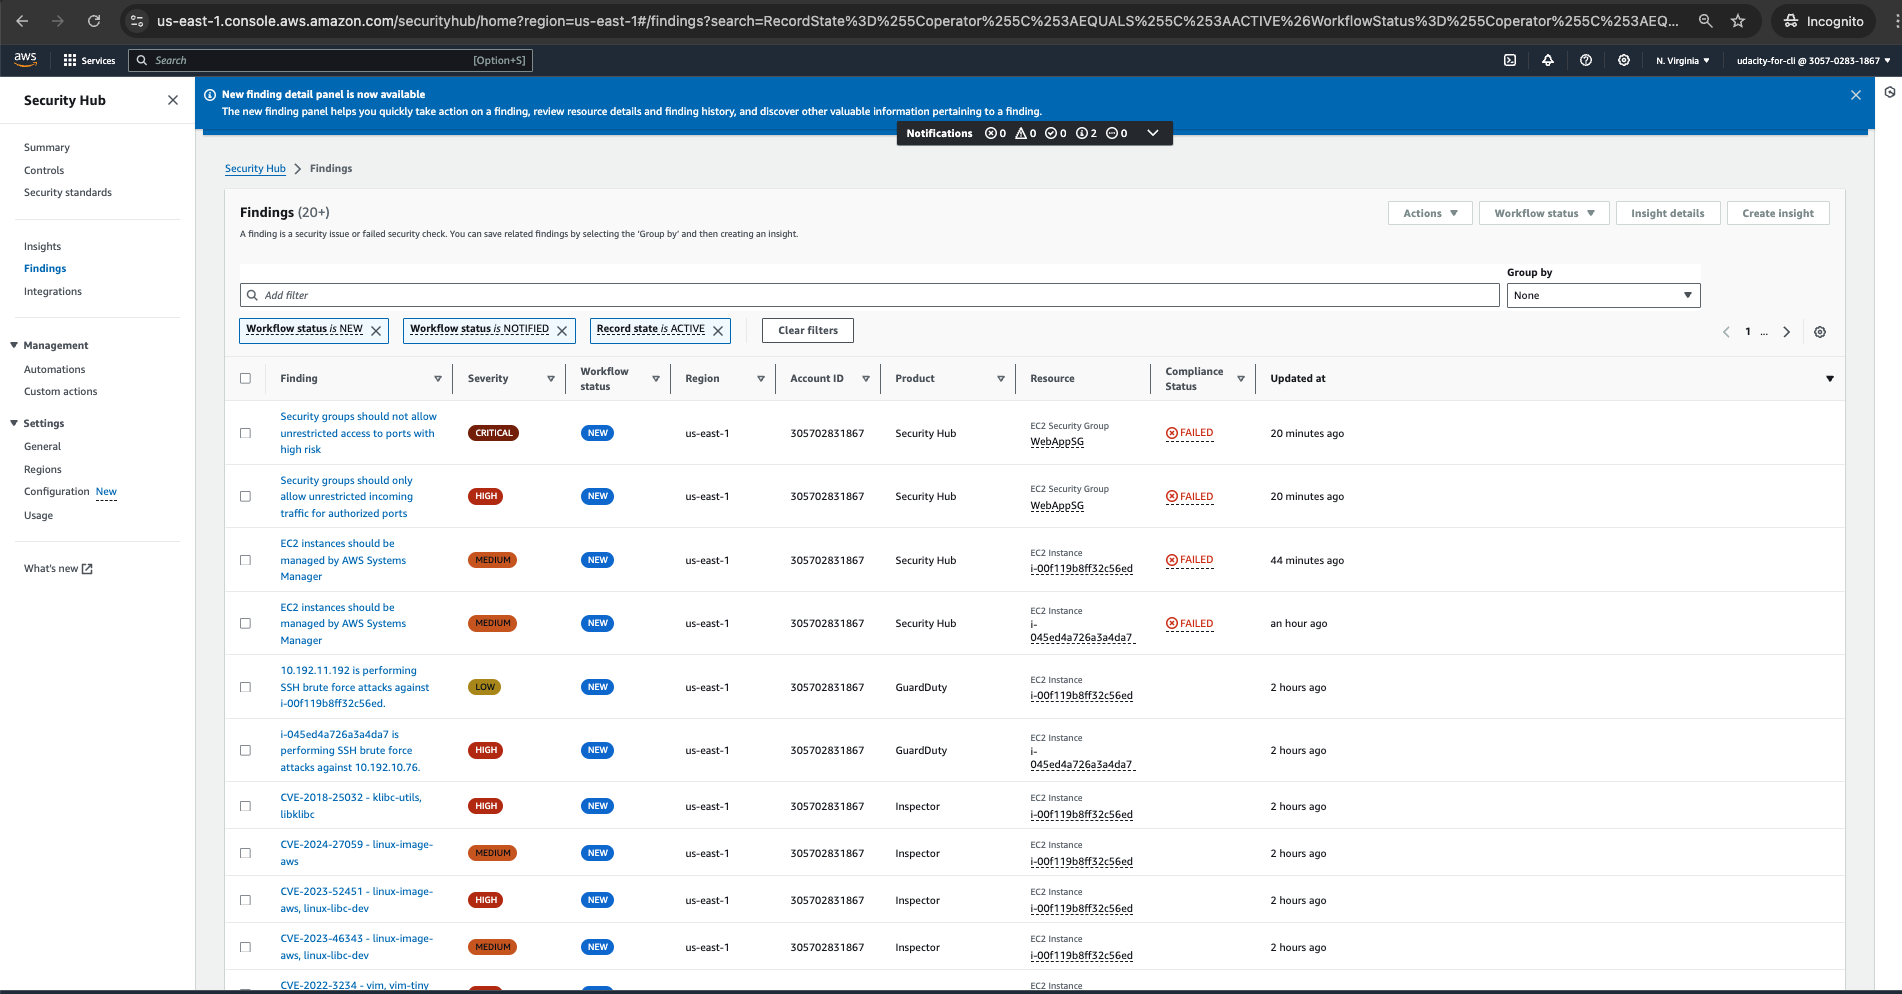 us-east-1.console.aws.amazon.com/securityhub/home?region=us-east-1#/findings?search=RecordState%3D%255Coperator%255C%253AEQUALS%255C%253AACTIVE%26WorkflowStatus%3D%255Coperator%255C%253AEQ...
Incognito
aws
Services
Search
[Option+S]
N. Virginia
udacity-for-cli @ 3057-0283-1867
Security Hub
New finding detail panel is now available
The new finding panel helps you quickly take action on a finding, review resource details and finding history, and discover other valuable information pertaining to a finding.
Notifications 0 0 0 2 0
Summary
Controls
Security standards
Insights
Findings
Integrations
Management
Automations
Custom actions
Settings
General
Regions
Configuration New
Usage
What's new
Security Hub > Findings
Findings (20+)
A finding is a security issue or failed security check. You can save related findings by selecting the 'Group by' and then creating an insight.
Actions
Workflow status
Insight details
Create insight
Add filter
Group by
None
Workflow status is NEW
Workflow status is NOTIFIED
Record state is ACTIVE
Clear filters
1 ...
Finding
Severity
Workflow
status
Region
Account ID
Product
Resource
Compliance
Status
Updated at
Security groups should not allow
unrestricted access to ports with
high risk
CRITICAL
NEW
us-east-1
305702831867
Security Hub
EC2 Security Group
WebAppSG
FAILED
20 minutes ago
Security groups should only
allow unrestricted incoming
traffic for authorized ports
HIGH
NEW
us-east-1
305702831867
Security Hub
EC2 Security Group
WebAppSG
FAILED
20 minutes ago
EC2 instances should be
managed by AWS Systems
Manager
MEDIUM
NEW
us-east-1
305702831867
Security Hub
EC2 Instance
i-00f119b8ff32c56ed
FAILED
44 minutes ago
EC2 instances should be
managed by AWS Systems
Manager
MEDIUM
NEW
us-east-1
305702831867
Security Hub
EC2 Instance
i-
045ed4a726a3a4da7
FAILED
an hour ago
10.192.11.192 is performing
SSH brute force attacks against
i-00f119b8ff32c56ed.
LOW
NEW
us-east-1
305702831867
GuardDuty
EC2 Instance
i-00f119b8ff32c56ed
2 hours ago
i-045ed4a726a3a4da7 is
performing SSH brute force
attacks against 10.192.10.76.
HIGH
NEW
us-east-1
305702831867
GuardDuty
EC2 Instance
i-
045ed4a726a3a4da7
2 hours ago
CVE-2018-25032 - klibc-utils,
libklibc
HIGH
NEW
us-east-1
305702831867
Inspector
EC2 Instance
i-00f119b8ff32c56ed
2 hours ago
CVE-2024-27059 - linux-image-
aws
MEDIUM
NEW
us-east-1
305702831867
Inspector
EC2 Instance
i-00f119b8ff32c56ed
2 hours ago
CVE-2023-52451 - linux-image-
aws, linux-libc-dev
HIGH
NEW
us-east-1
305702831867
Inspector
EC2 Instance
i-00f119b8ff32c56ed
2 hours ago
CVE-2023-46343 - linux-image-
aws, linux-libc-dev
MEDIUM
NEW
us-east-1
305702831867
Inspector
EC2 Instance
i-00f119b8ff32c56ed
2 hours ago
CVE-2022-3234 - vim, vim-tiny
EC2 Instance